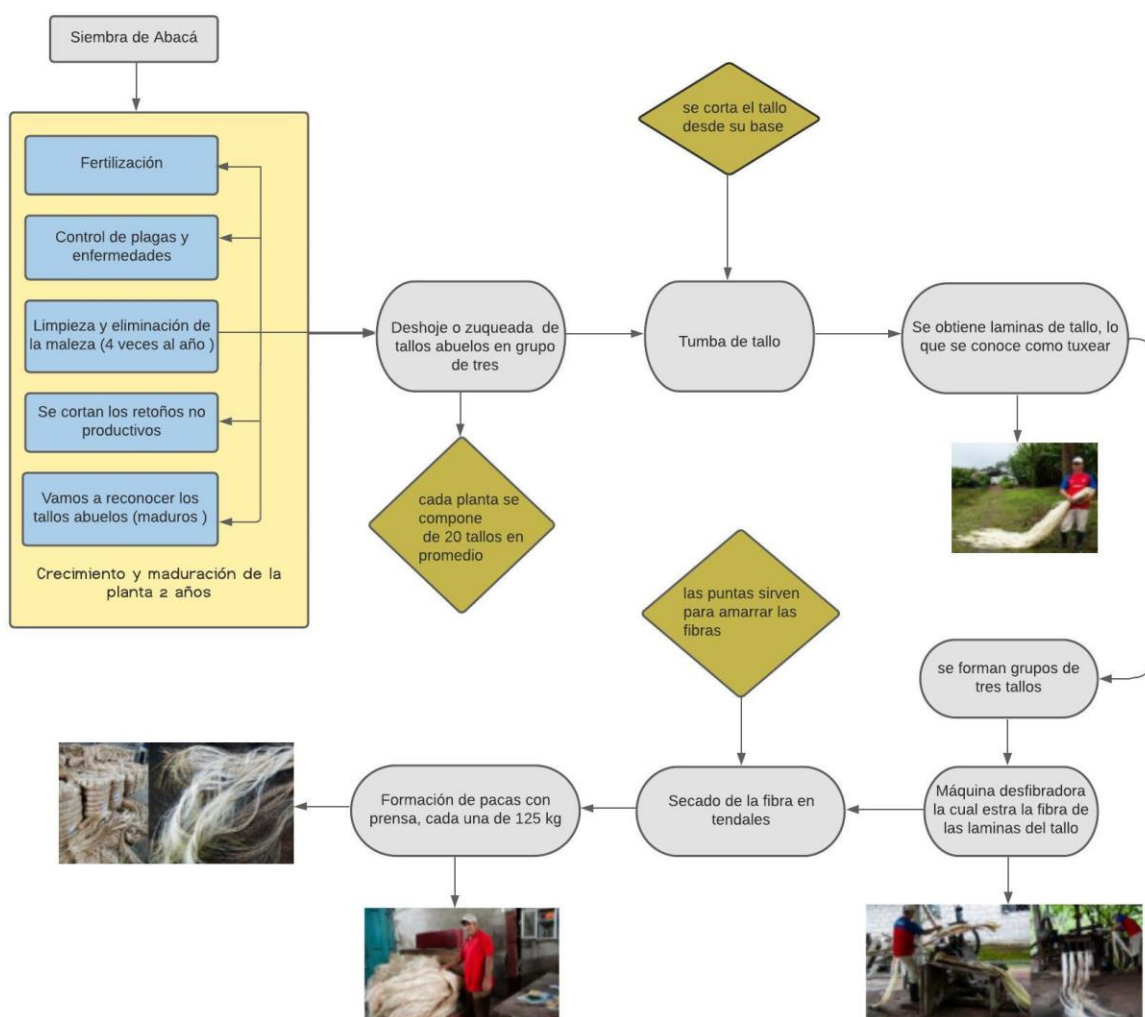 Siembra de Abacá
Fertilización
Control de plagas y
enfermedades
Limpieza y eliminación de
la maleza (4 veces al año )
Se cortan los retoños no
productivos
Vamos a reconocer los
tallos abuelos (maduros )
Crecimiento y maduración de la
planta 2 años
Deshoje o zuqueada de
tallos abuelos en grupo
de tres
cada planta se
compone
de 20 tallos en
promedio
se corta el tallo
desde su base
Tumba de tallo
Se obtiene laminas de tallo, lo
que se conoce como tuxear
se forman grupos de
tres tallos
Máquina desfibradora
la cual estra la fibra de
las laminas del tallo
las puntas sirven
para amarrar las
fibras
Secado de la fibra en
tendales
Formación de pacas con
prensa, cada una de 125 kg